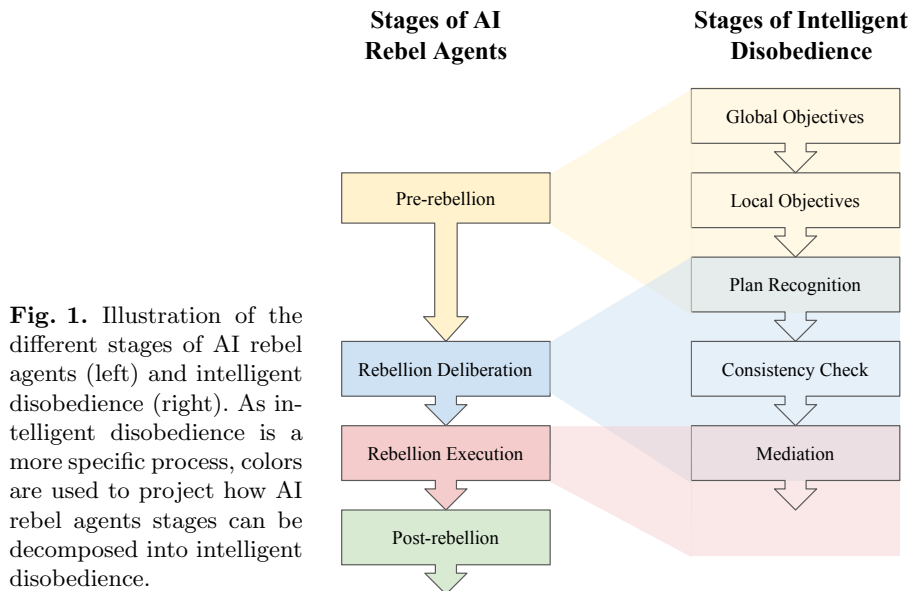 Stages of AI
Rebel Agents
Stages of Intelligent
Disobedience
Global Objectives
Pre-rebellion
Local Objectives
Plan Recognition
Rebellion Deliberation
Consistency Check
Rebellion Execution
Mediation
Post-rebellion
Fig. 1. Illustration of the
different stages of AI rebel
agents (left) and intelligent
disobedience (right). As in-
telligent disobedience is a
more specific process, colors
are used to project how AI
rebel agents stages can be
decomposed into intelligent
disobedience.